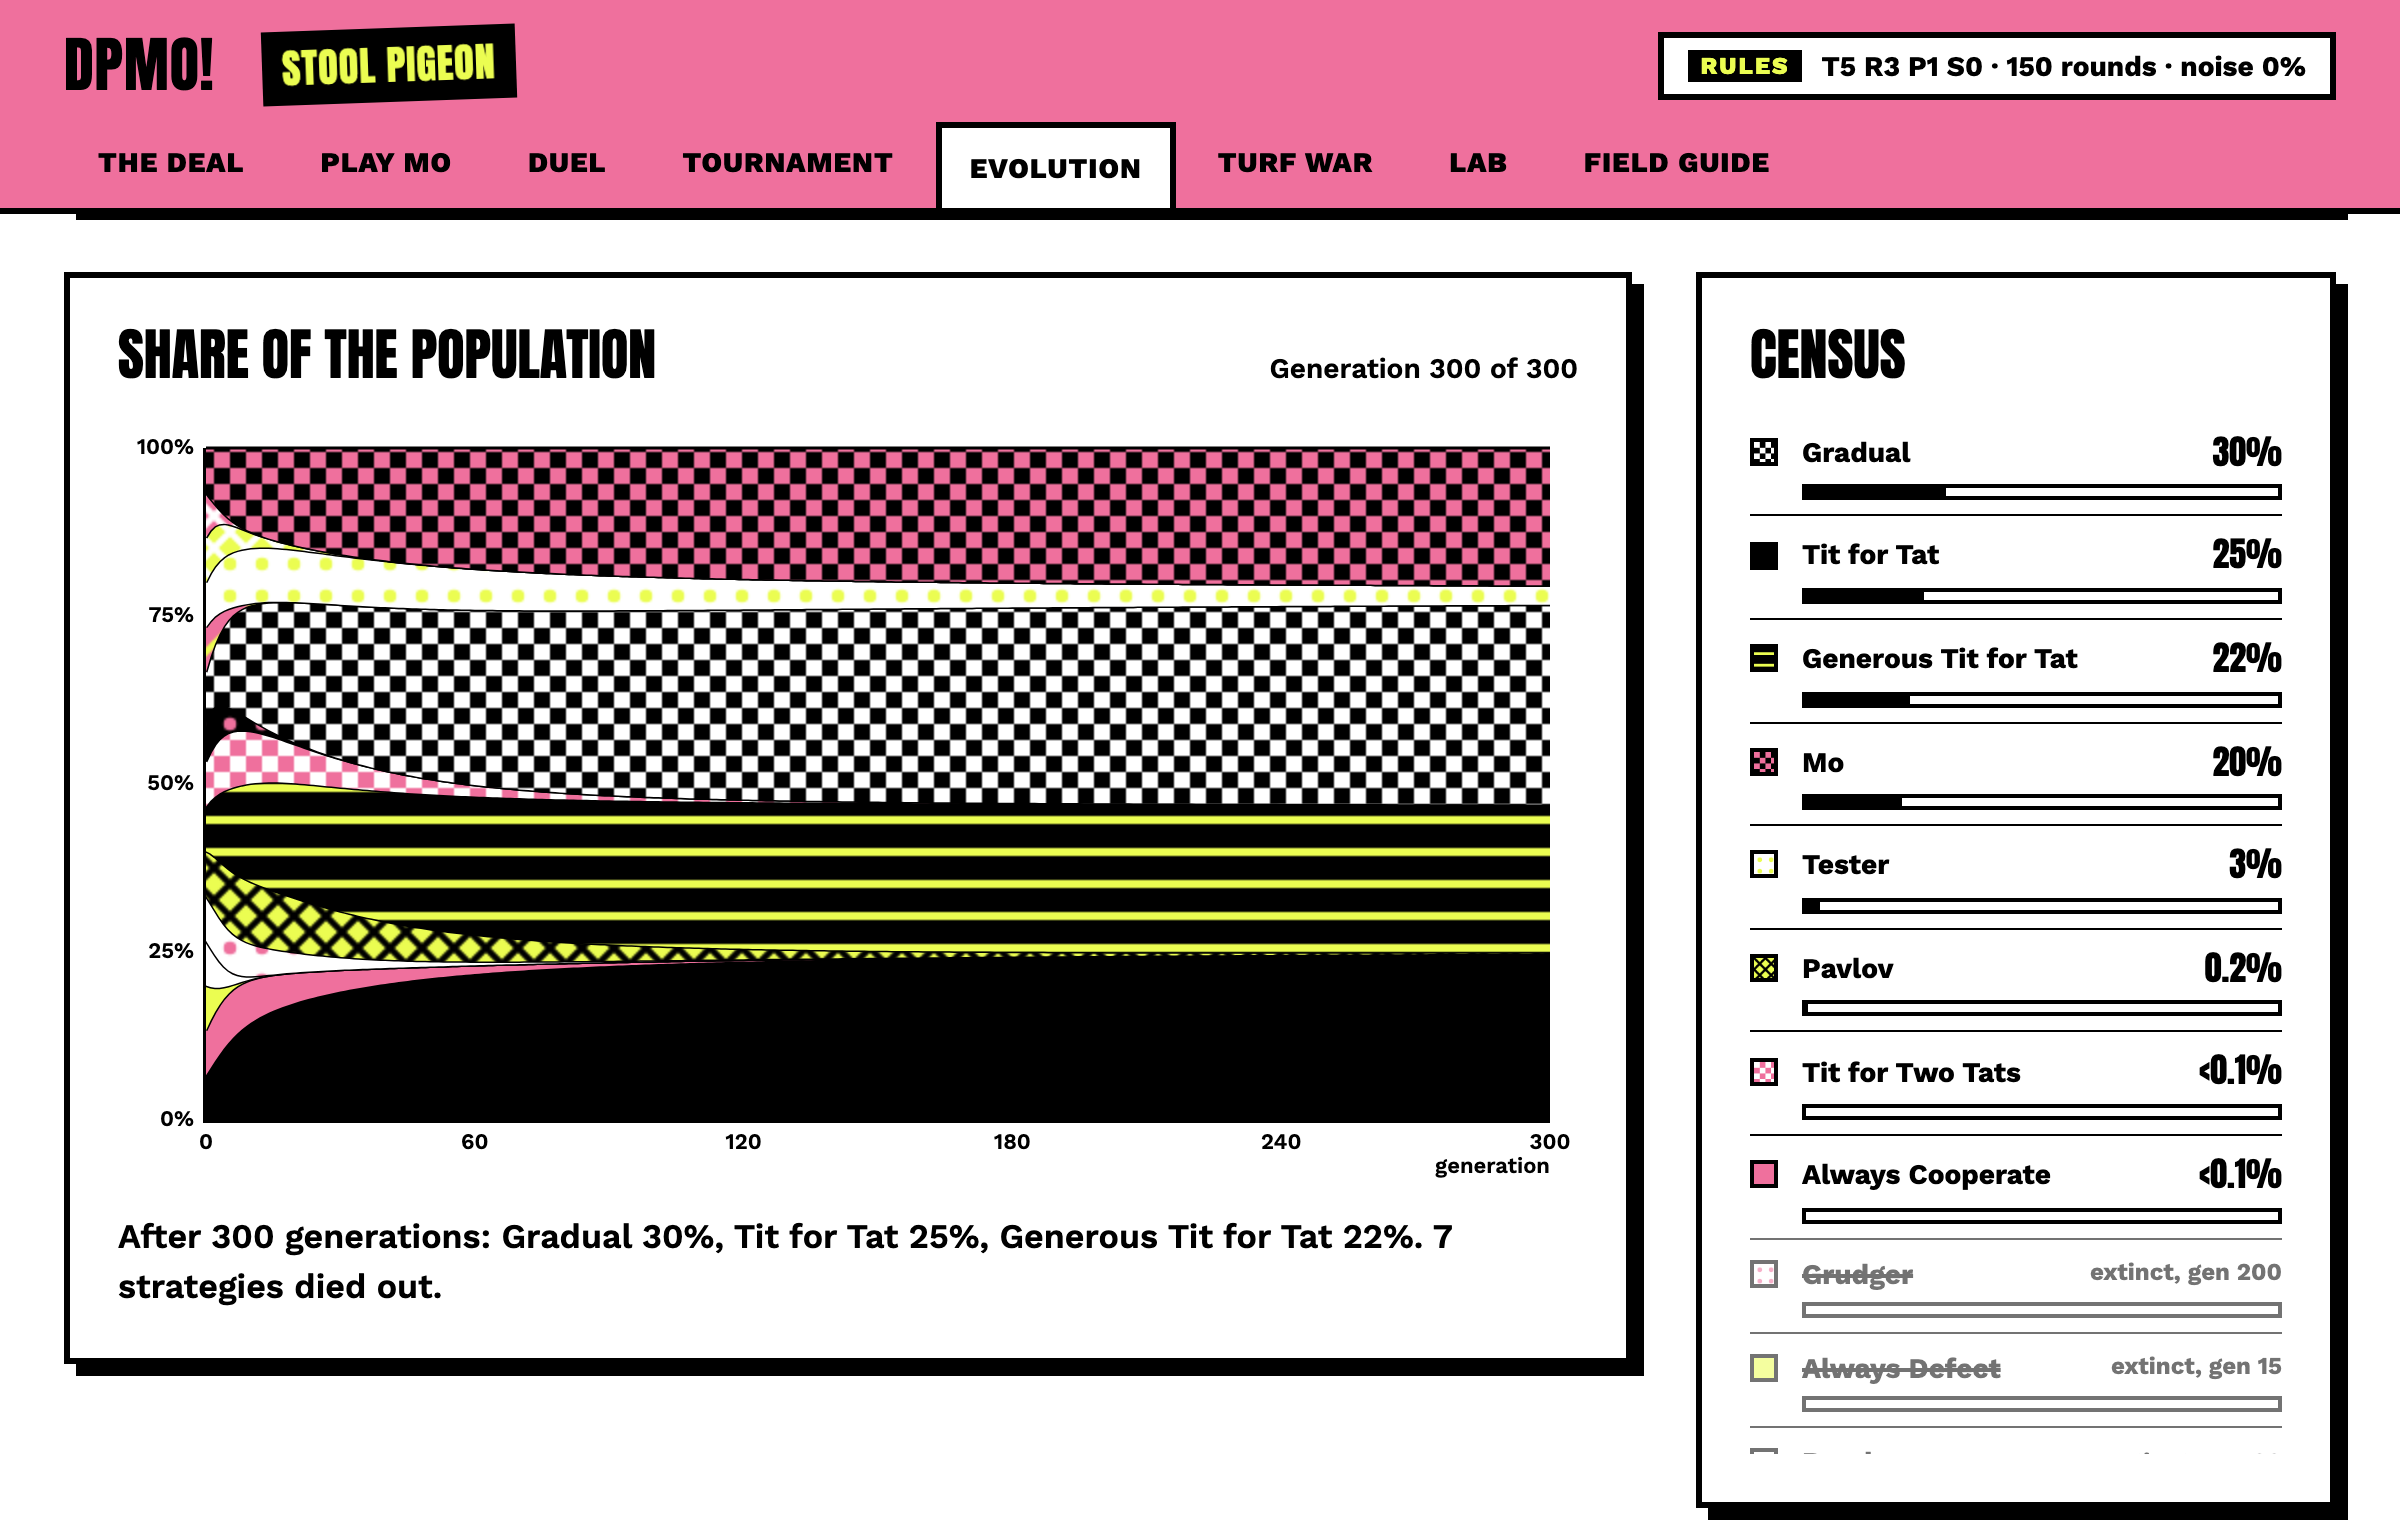 DPMO!
STOOL PIGEON
RULES T5 R3 P1 S0 · 150 rounds · noise 0%
THE DEAL
PLAY MO
DUEL
TOURNAMENT
EVOLUTION
TURF WAR
LAB
FIELD GUIDE
SHARE OF THE POPULATION
Generation 300 of 300
100%
75%
50%
25%
0%
0
60
120
180
240
300
generation
After 300 generations: Gradual 30%, Tit for Tat 25%, Generous Tit for Tat 22%. 7
strategies died out.
CENSUS
Gradual 30%
Tit for Tat 25%
Generous Tit for Tat 22%
Mo 20%
Tester 3%
Pavlov 0.2%
Tit for Two Tats <0.1%
Always Cooperate <0.1%
Grudger extinct, gen 200
Always Defect extinct, gen 15